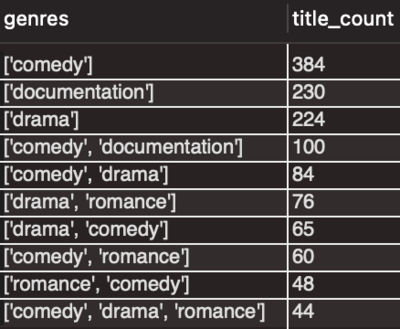 genres title_count
['comedy'] 384
['documentation'] 230
['drama'] 224
['comedy', 'documentation'] 100
['comedy', 'drama'] 84
['drama', 'romance'] 76
['drama', 'comedy'] 65
['comedy', 'romance'] 60
['romance', 'comedy'] 48
['comedy', 'drama', 'romance'] 44